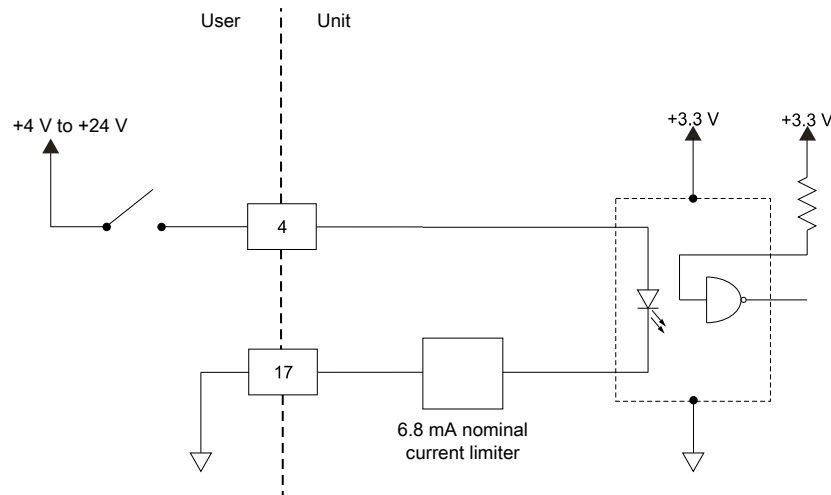 User
Unit
+4 V to +24 V
+3.3 V
+3.3 V
4
17
6.8 mA nominal
current limiter